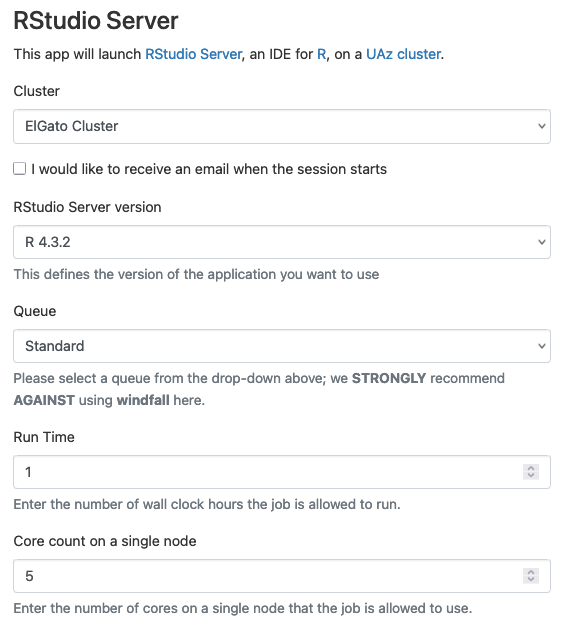 RStudio Server
This app will launch RStudio Server, an IDE for R, on a UAz cluster.
Cluster
ElGato Cluster
I would like to receive an email when the session starts
RStudio Server version
R 4.3.2
This defines the version of the application you want to use
Queue
Standard
Please select a queue from the drop-down above; we STRONGLY recommend
AGAINST using windfall here.
Run Time
1
Enter the number of wall clock hours the job is allowed to run.
Core count on a single node
5
Enter the number of cores on a single node that the job is allowed to use.